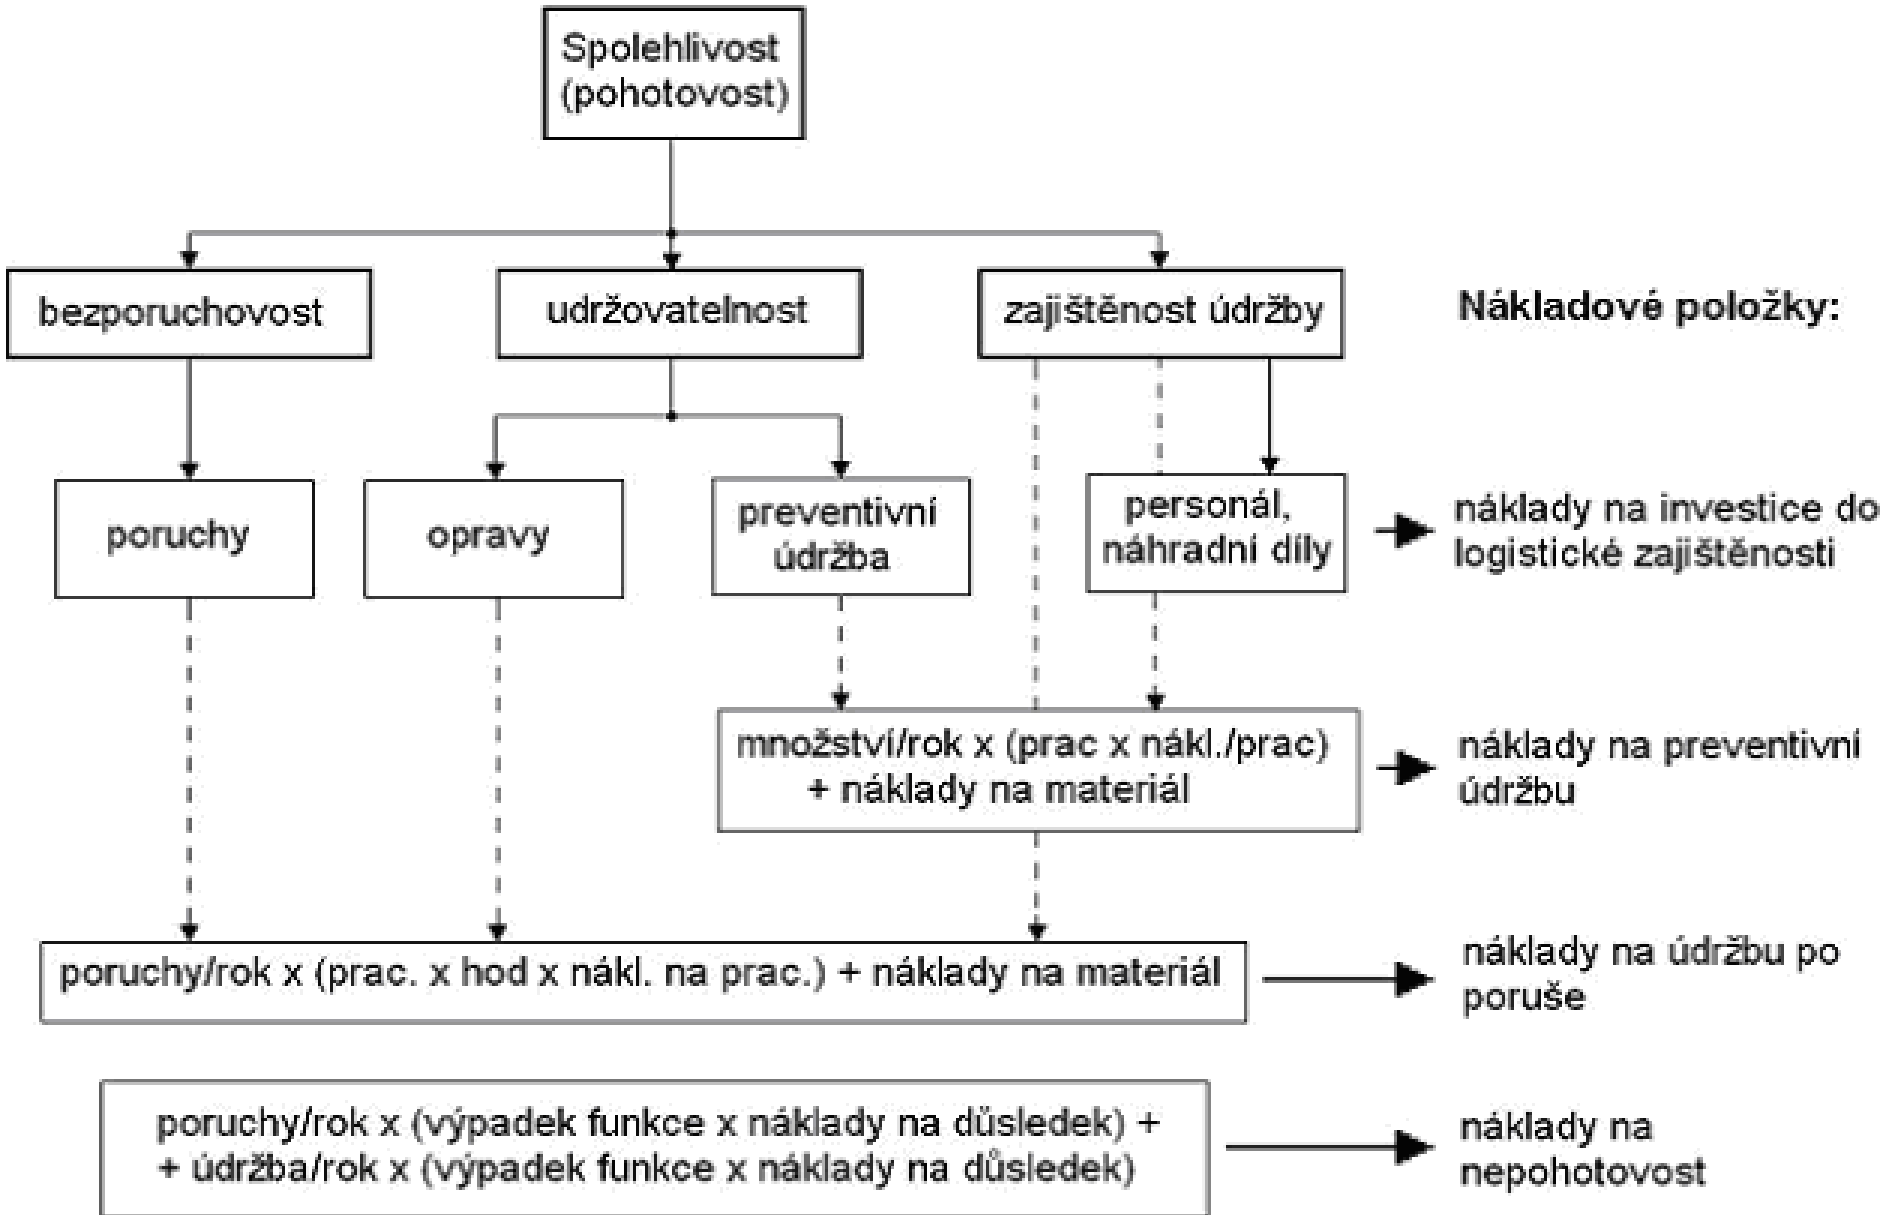 Spolehlivost
(pohotovost)
bezporuchovost
udržovatelnost
zajištěnost údržby
Nákladové položky:
poruchy
opravy
preventivní
údržba
personál,
náhradní díly
náklady na investice do
logistické zajištěnosti
množství/rok x (prac x nákl./prac)
+ náklady na materiál
náklady na preventivní
údržbu
poruchy/rok x (prac. x hod x nákl. na prac.) + náklady na materiál
náklady na údržbu po
poruše
poruchy/rok x (výpadek funkce x náklady na důsledek) +
+ údržba/rok x (výpadek funkce x náklady na důsledek)
náklady na
nepohotovost